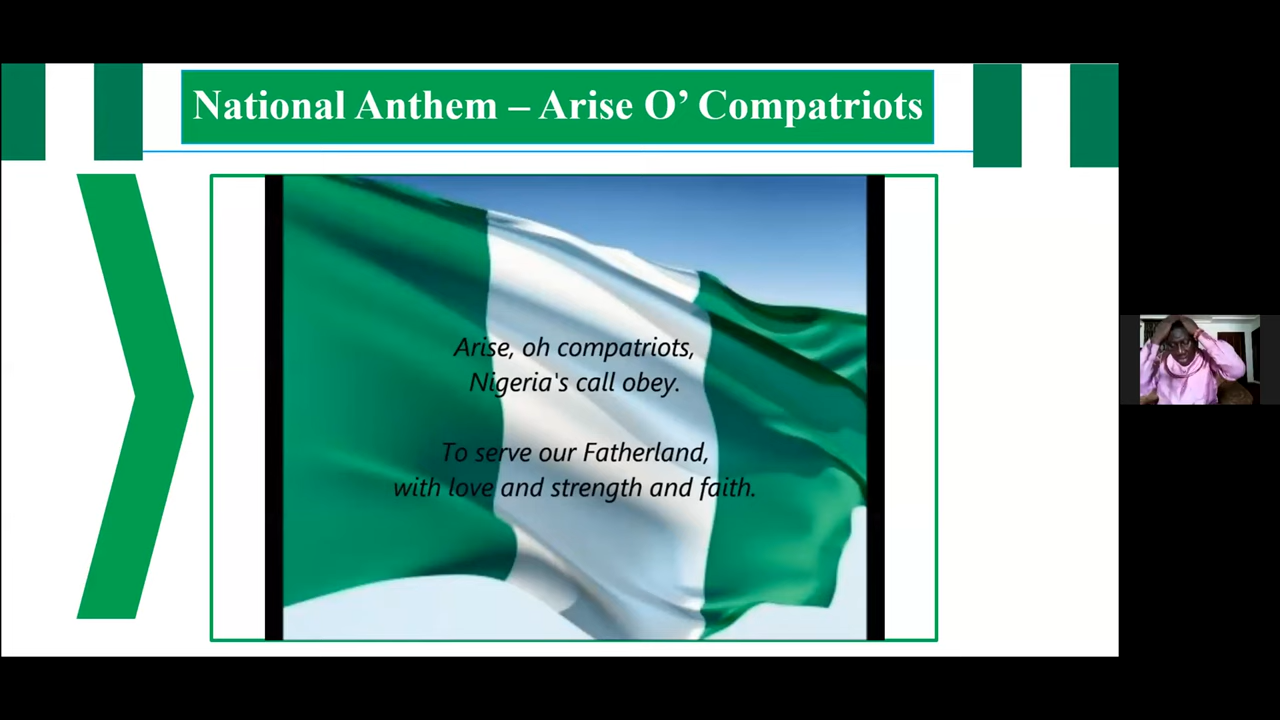 National Anthem – Arise O’ Compatriots
Arise, oh compatriots,
Nigeria's call obey.
To serve our Fatherland,
with love and strength and faith.